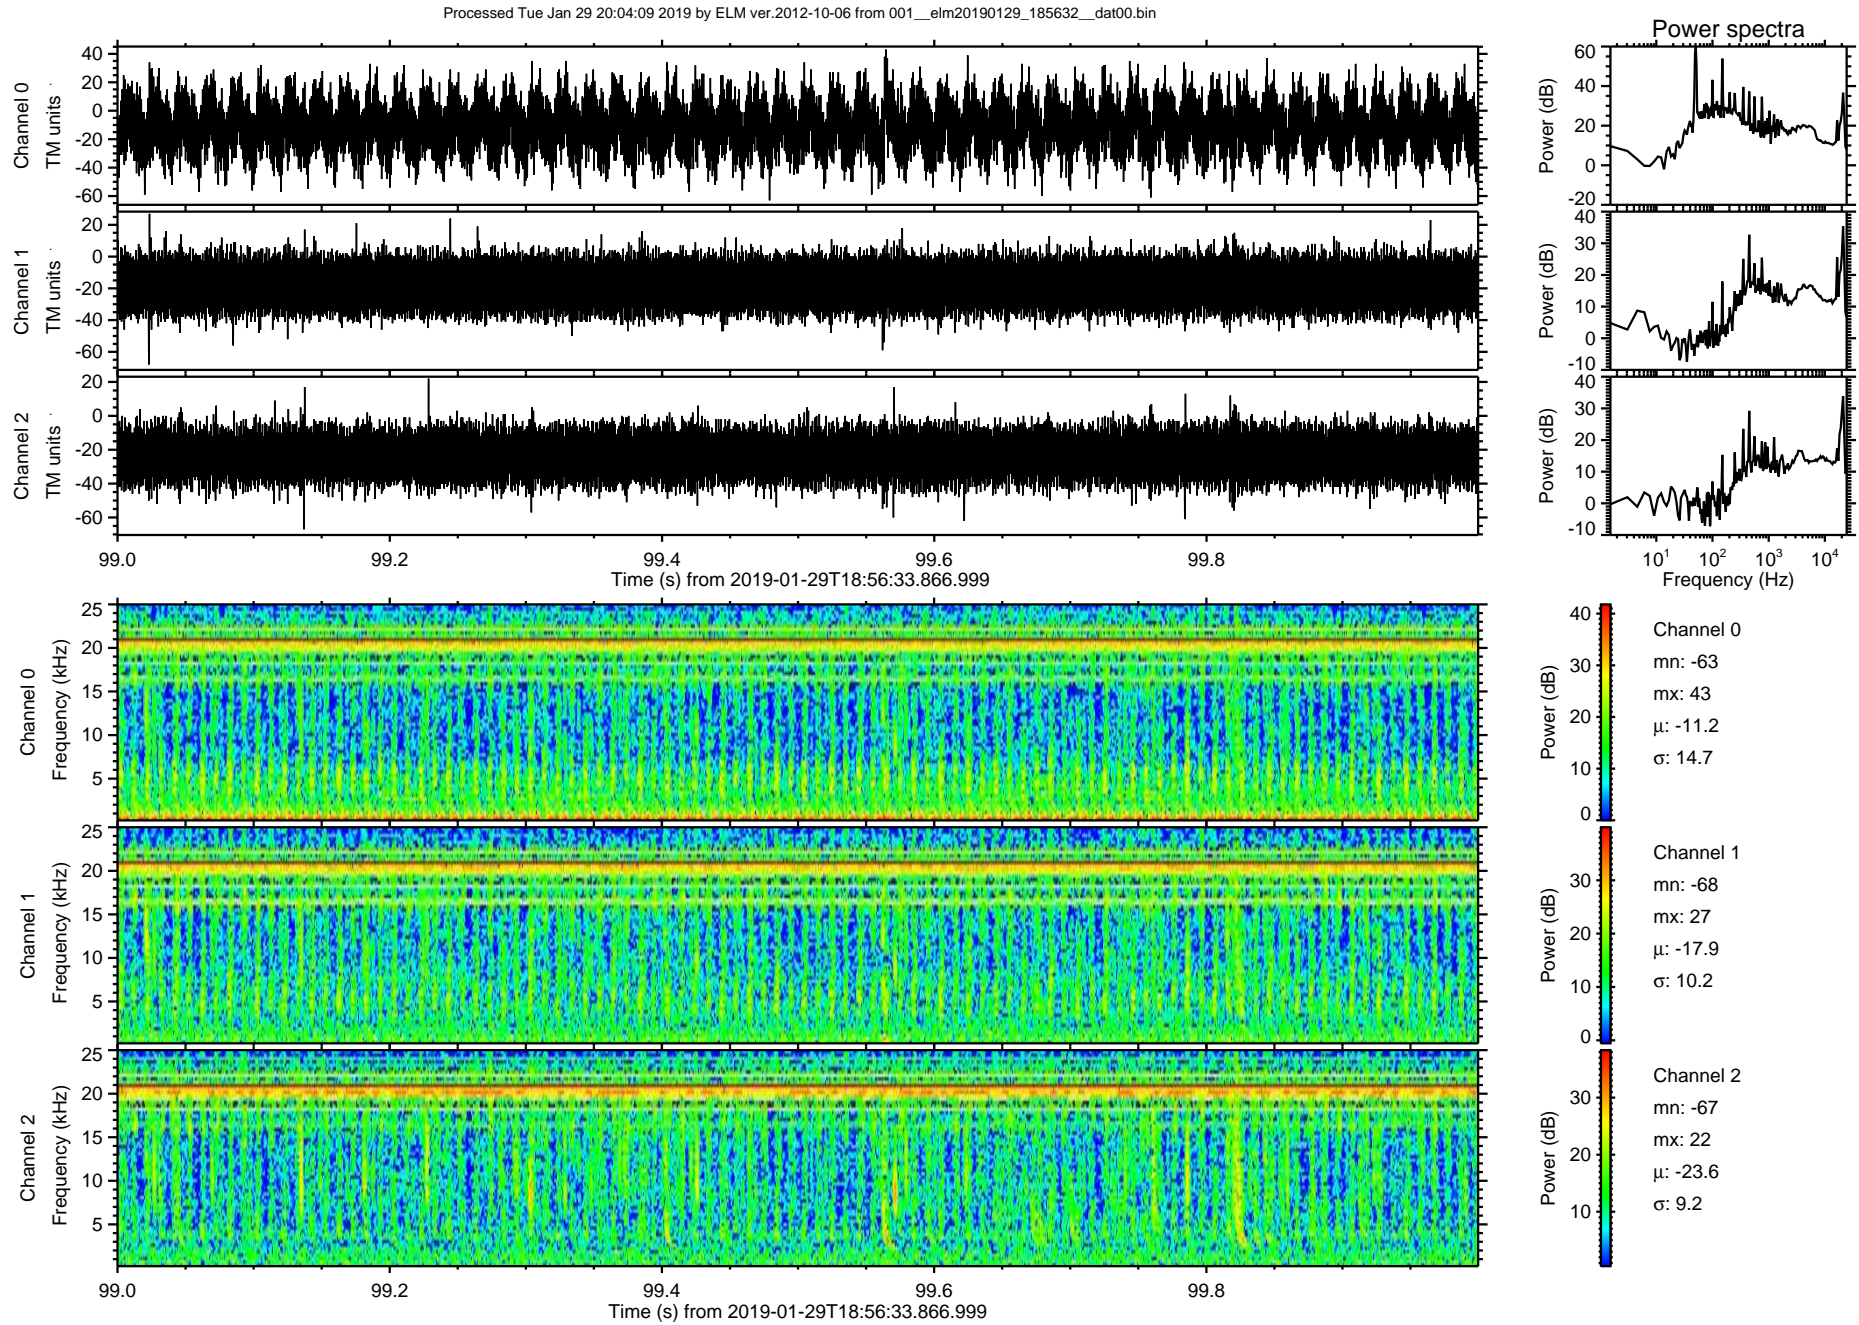 Processed Tue Jan 29 20:04:09 2019 by ELM ver.2012-10-06 from 001__elm20190129_185632__dat00.bin
Power spectra
Channel 0
TM units
40
20
0
-20
-40
-60
Power (dB)
60
40
20
0
-20
Channel 1
TM units
20
0
-20
-40
-60
Power (dB)
40
30
20
10
0
-10
Channel 2
TM units
20
0
-20
-40
-60
Power (dB)
40
30
20
10
0
-10
99.0 99.2 99.4 99.6 99.8
Time (s) from 2019-01-29T18:56:33.866.999
10^1 10^2 10^3 10^4
Frequency (Hz)
Channel 0
Frequency (kHz)
25
20
15
10
5
Power (dB)
40
30
20
10
0
Channel 0
mn: -63
mx: 43
μ: -11.2
σ: 14.7
Channel 1
Frequency (kHz)
25
20
15
10
5
Power (dB)
30
20
10
0
Channel 1
mn: -68
mx: 27
μ: -17.9
σ: 10.2
Channel 2
Frequency (kHz)
25
20
15
10
5
Power (dB)
30
20
10
Channel 2
mn: -67
mx: 22
μ: -23.6
σ: 9.2
99.0 99.2 99.4 99.6 99.8
Time (s) from 2019-01-29T18:56:33.866.999